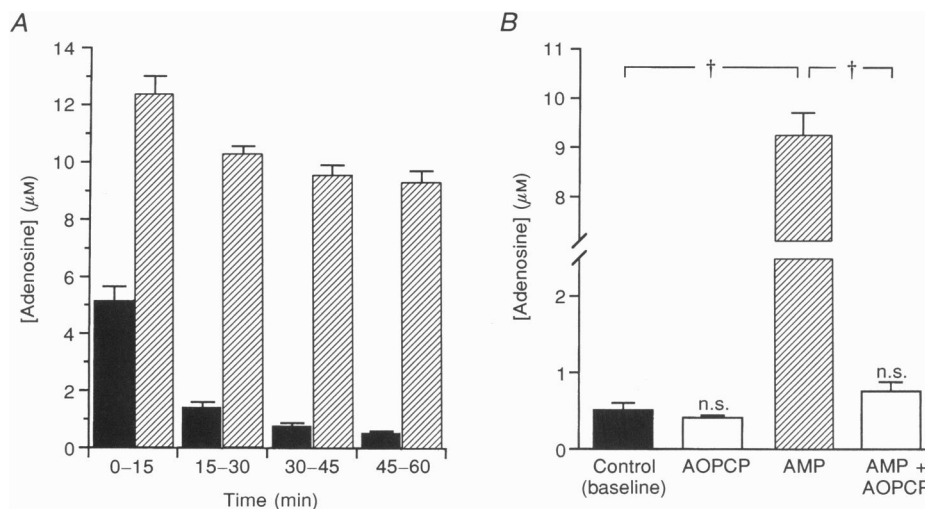 A
[Adenosine] (μM)
14
12
10
8
6
4
2
0
0–15
15–30
30–45
45–60
Time (min)
B
[Adenosine] (μM)
11
10
9
8
2
1
0
†
†
n.s.
n.s.
Control
(baseline)
AOPCP
AMP
AMP +
AOPCP